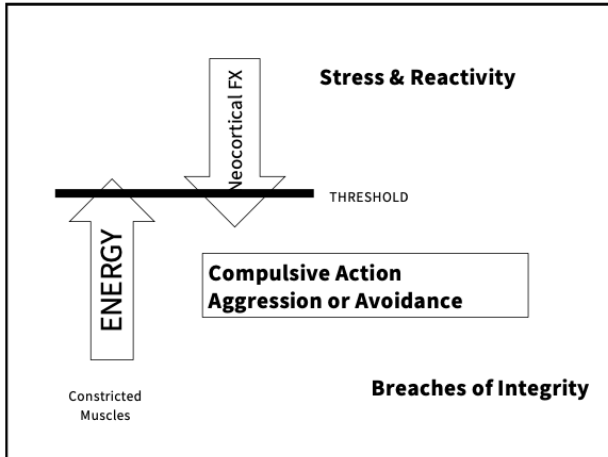 Stress & Reactivity
Neocortical FX
THRESHOLD
ENERGY
Compulsive Action
Aggression or Avoidance
Constricted
Muscles
Breaches of Integrity